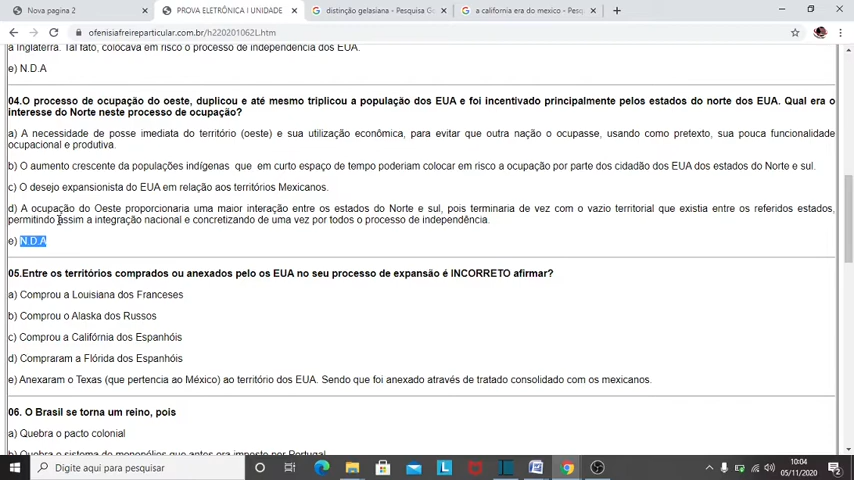 Nova pagina 2
PROVA ELETRÔNICA I UNIDADE
distinção gelasiana - Pesquisa Go
a california era do mexico - Pesqu
ofenisiafreireparticular.com.br/h220201062L.htm
a Inglaterra. Tal fato, colocava em risco o processo de independência dos EUA.
e) N.D.A
04.O processo de ocupação do oeste, duplicou e até mesmo triplicou a população dos EUA e foi incentivado principalmente pelos estados do norte dos EUA. Qual era o
interesse do Norte neste processo de ocupação?
a) A necessidade de posse imediata do território (oeste) e sua utilização econômica, para evitar que outra nação o ocupasse, usando como pretexto, sua pouca funcionalidade
ocupacional e produtiva.
b) O aumento crescente da populações indígenas que em curto espaço de tempo poderiam colocar em risco a ocupação por parte dos cidadão dos EUA dos estados do Norte e sul.
c) O desejo expansionista do EUA em relação aos territórios Mexicanos.
d) A ocupação do Oeste proporcionaria uma maior interação entre os estados do Norte e sul, pois terminaria de vez com o vazio territorial que existia entre os referidos estados,
permitindo assim a integração nacional e concretizando de uma vez por todos o processo de independência.
e) N.D.A
05.Entre os territórios comprados ou anexados pelo os EUA no seu processo de expansão é INCORRETO afirmar?
a) Comprou a Louisiana dos Franceses
b) Comprou o Alaska dos Russos
c) Comprou a Califórnia dos Espanhóis
d) Compraram a Flórida dos Espanhóis
e) Anexaram o Texas (que pertencia ao México) ao território dos EUA. Sendo que foi anexado através de tratado consolidado com os mexicanos.
06. O Brasil se torna um reino, pois
a) Quebra o pacto colonial
b) Quebra o sistema de monopólios que antes era imposto por Portugal
Digite aqui para pesquisar
10:04
05/11/2020